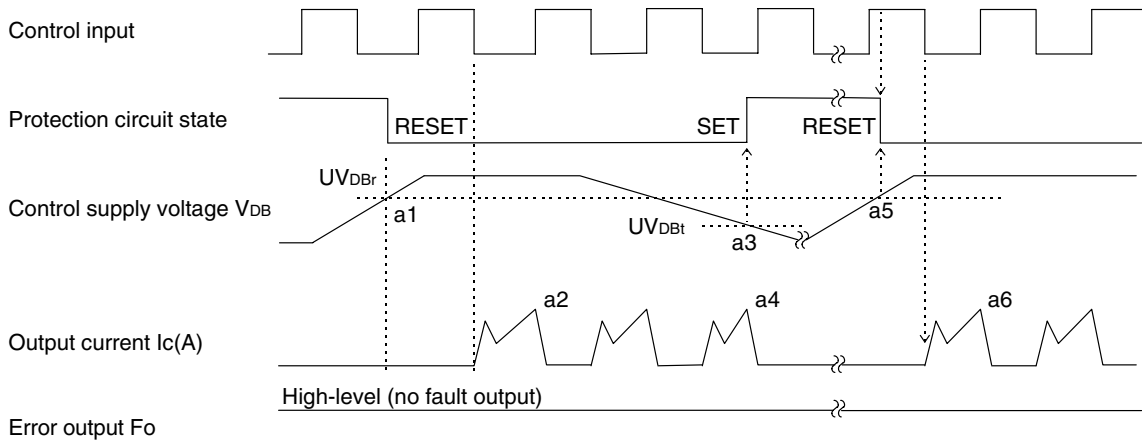 Control input
Protection circuit state
RESET
SET
RESET
UVDBr
Control supply voltage VDB
a1
UVDBt
a3
a5
a2
a4
a6
Output current Ic(A)
High-level (no fault output)
Error output Fo